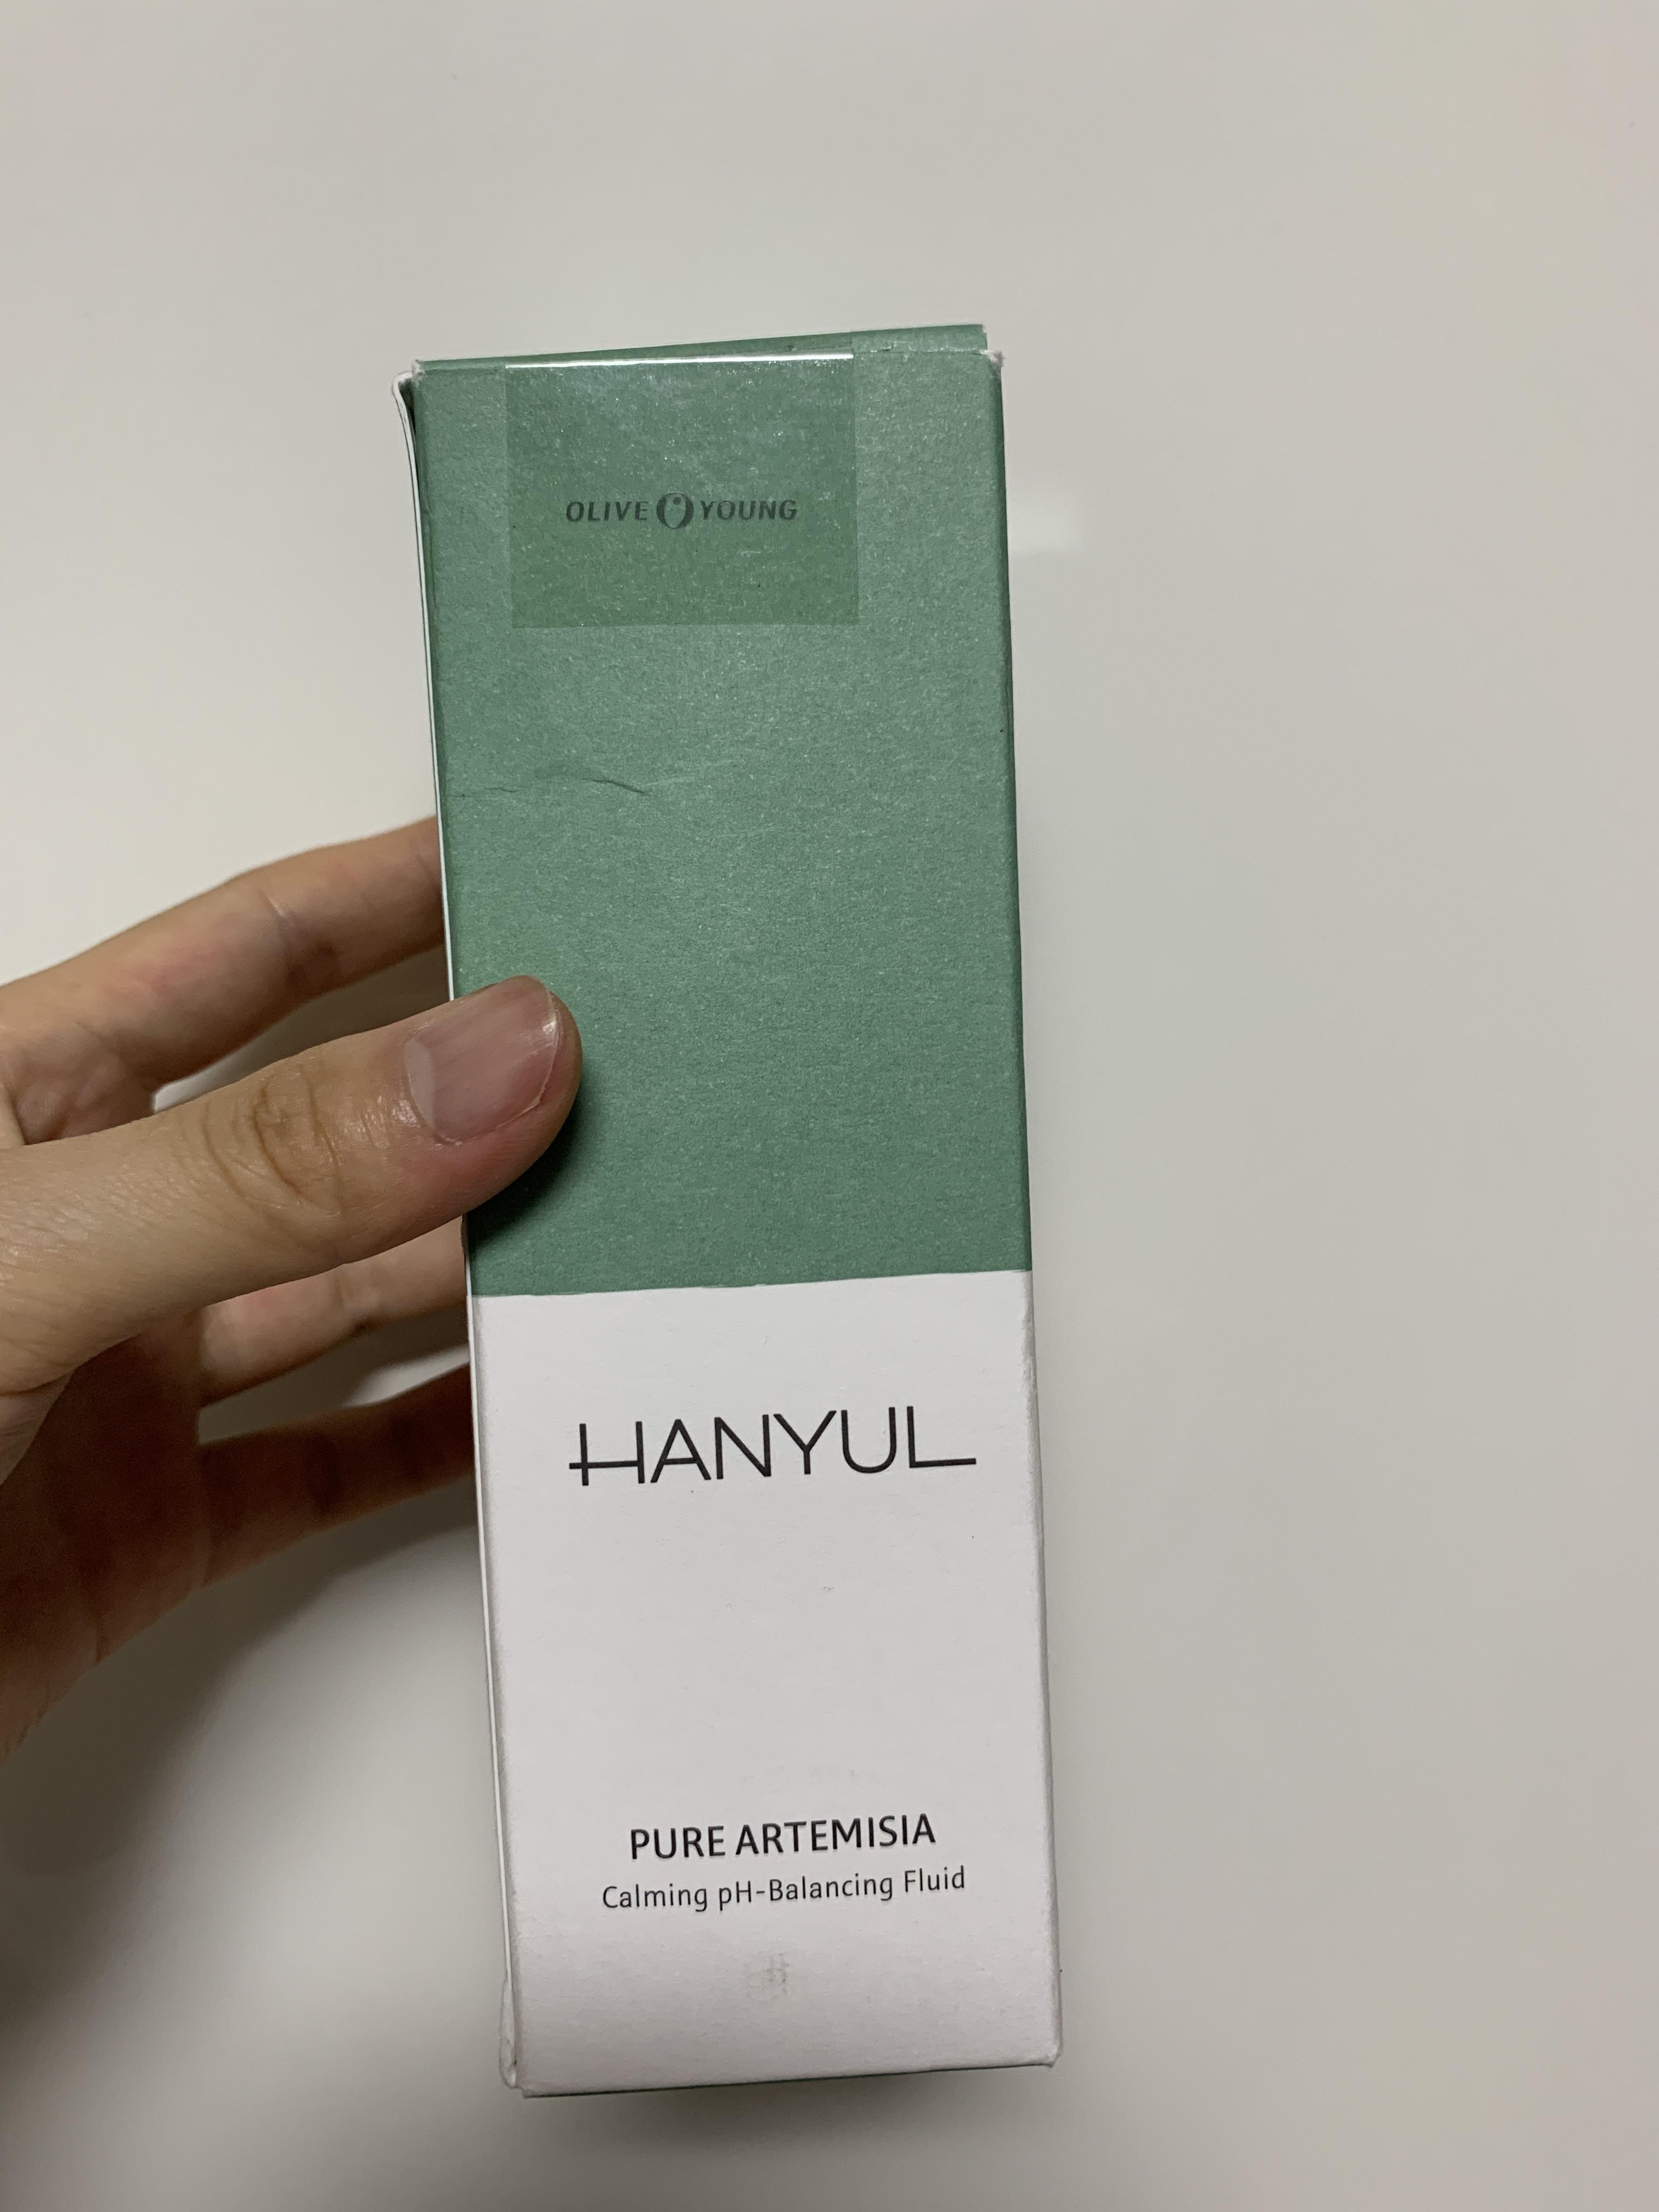 OLIVE YOUNG
HANYUL
PURE ARTEMISIA
Calming pH-Balancing Fluid